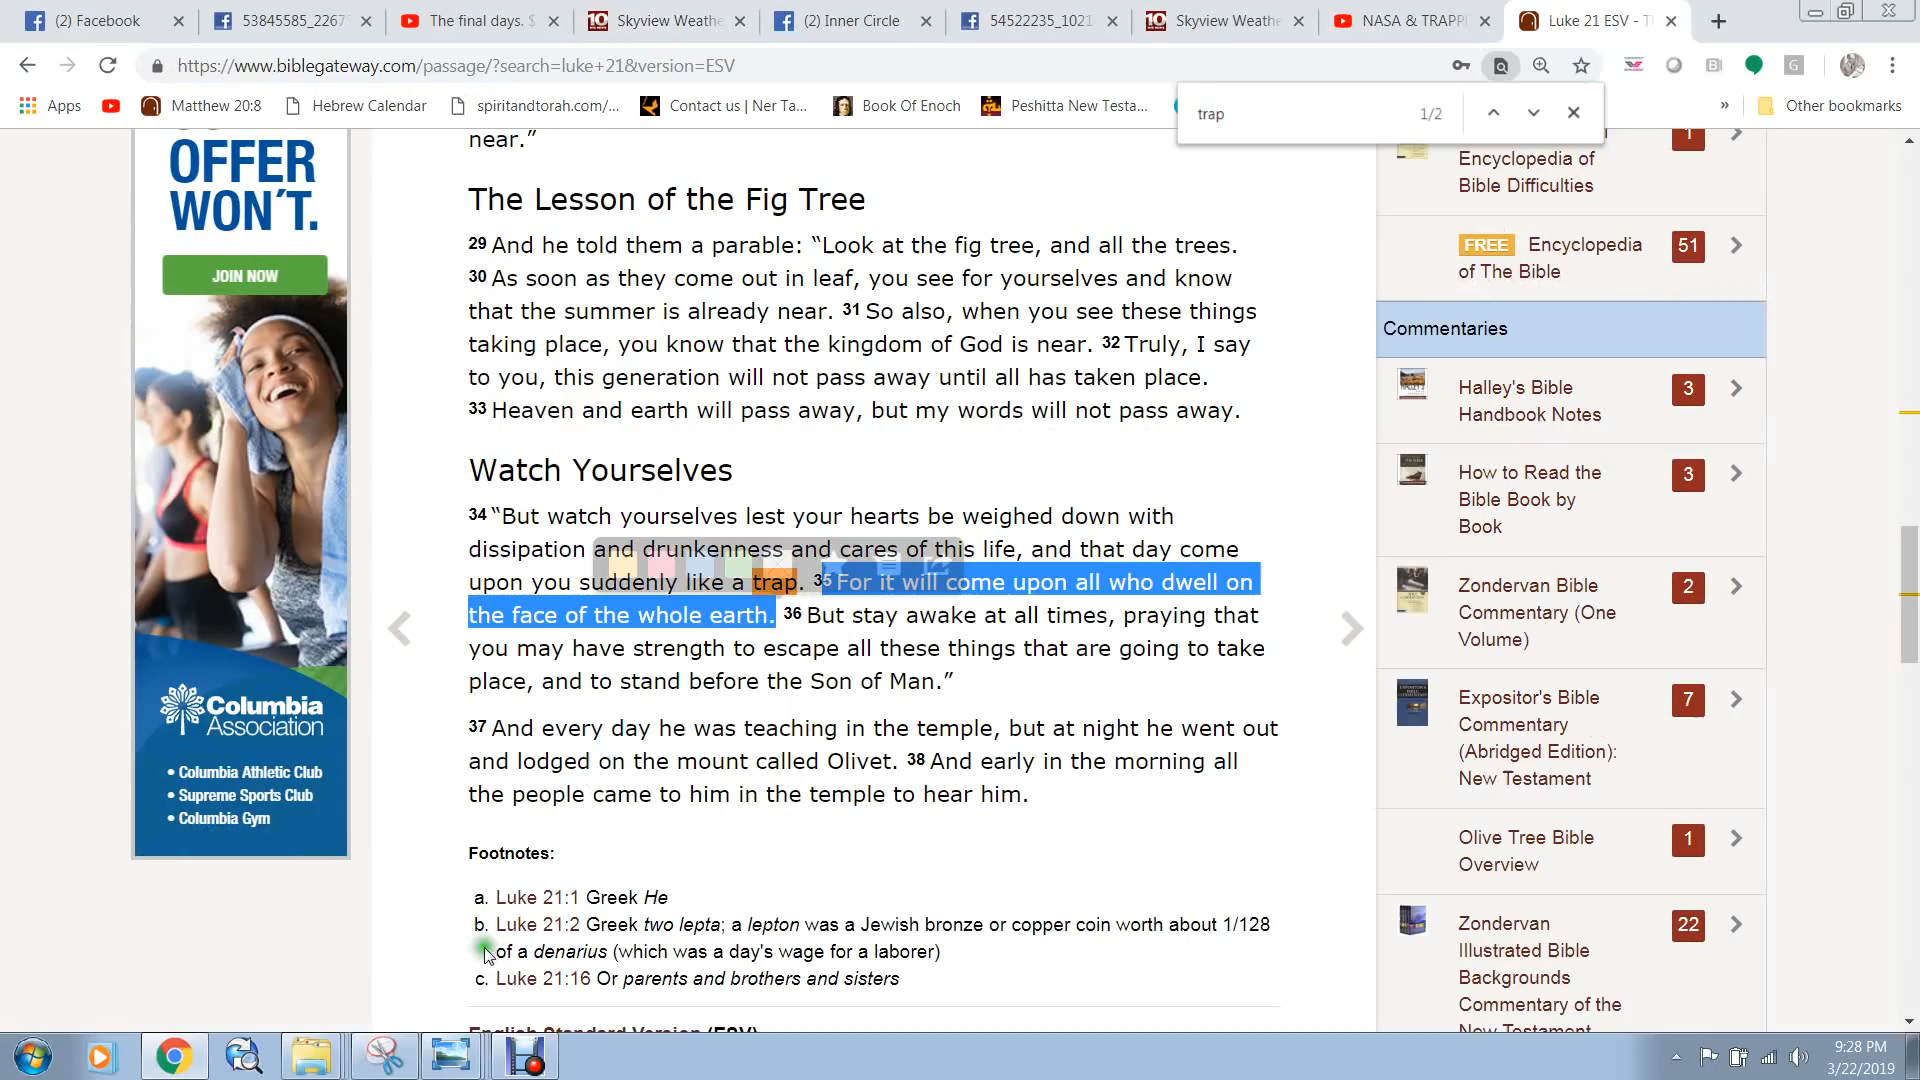 (2) Facebook
53845585_2267
The final days.
Skyview Weathe
(2) Inner Circle
54522235_1021
Skyview Weathe
NASA & TRAPP
Luke 21 ESV - T
https://www.biblegateway.com/passage/?search=luke+21&version=ESV
Apps
Matthew 20:8
Hebrew Calendar
spiritandtorah.com/...
Contact us | Ner Ta...
Book Of Enoch
Peshitta New Testa...
»
Other bookmarks
trap
1/2
OFFER
WON'T.
JOIN NOW
Columbia
Association
• Columbia Athletic Club
• Supreme Sports Club
• Columbia Gym
near.”
The Lesson of the Fig Tree
29 And he told them a parable: “Look at the fig tree, and all the trees.
30 As soon as they come out in leaf, you see for yourselves and know
that the summer is already near. 31 So also, when you see these things
taking place, you know that the kingdom of God is near. 32 Truly, I say
to you, this generation will not pass away until all has taken place.
33 Heaven and earth will pass away, but my words will not pass away.
Watch Yourselves
34 “But watch yourselves lest your hearts be weighed down with
dissipation and drunkenness and cares of this life, and that day come
upon you suddenly like a trap. 35 For it will come upon all who dwell on
the face of the whole earth. 36 But stay awake at all times, praying that
you may have strength to escape all these things that are going to take
place, and to stand before the Son of Man.”
37 And every day he was teaching in the temple, but at night he went out
and lodged on the mount called Olivet. 38 And early in the morning all
the people came to him in the temple to hear him.
Footnotes:
a. Luke 21:1 Greek He
b. Luke 21:2 Greek two lepta; a lepton was a Jewish bronze or copper coin worth about 1/128
of a denarius (which was a day's wage for a laborer)
c. Luke 21:16 Or parents and brothers and sisters
English Standard Version (ESV)
Encyclopedia of
Bible Difficulties
1
FREE Encyclopedia
of The Bible
51
Commentaries
Halley's Bible
Handbook Notes
3
How to Read the
Bible Book by
Book
3
Zondervan Bible
Commentary (One
Volume)
2
Expositor's Bible
Commentary
(Abridged Edition):
New Testament
7
Olive Tree Bible
Overview
1
Zondervan
Illustrated Bible
Backgrounds
Commentary of the
New Testament
22
9:28 PM
3/22/2019